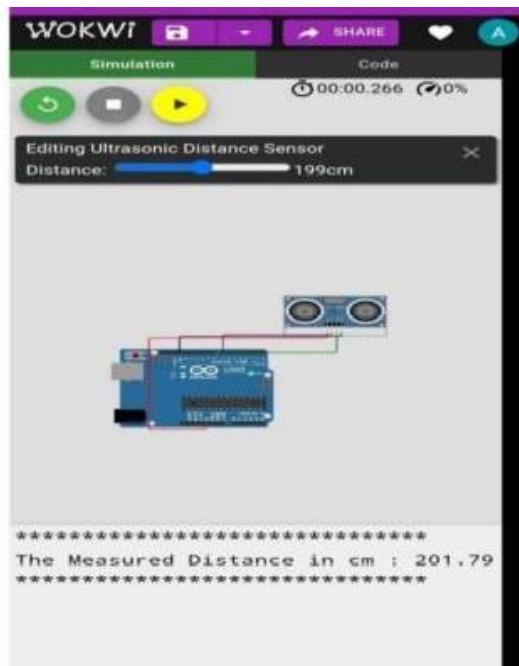 WOKWI SHARE A
Simulation Code
00:00.266 0%
Editing Ultrasonic Distance Sensor
Distance: 199cm
UNO
********************************
The Measured Distance in cm : 201.79
********************************